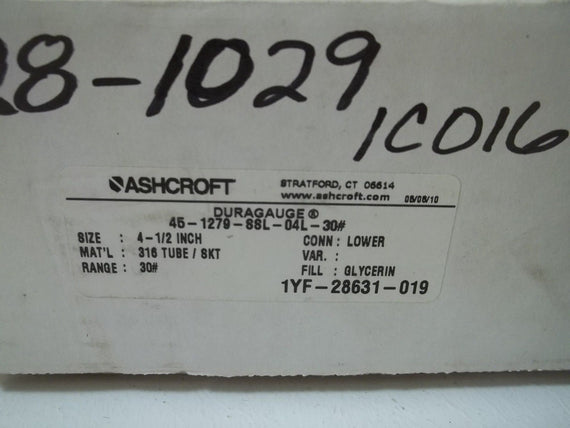 28-1029
1C016
ASHCROFT
STRATFORD, CT 06614
www.ashcroft.com 05/06/10
DURAGAUGE®
45-1279-SSL-04L-30#
SIZE : 4-1/2 INCH
CONN : LOWER
MAT'L : 316 TUBE / SKT
VAR. :
RANGE : 30#
FILL : GLYCERIN
1YF-28631-019